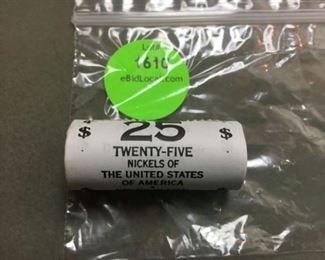 Lot#
1610
eBidLocal.com
$ 25 $
TWENTY-FIVE
NICKELS OF
THE UNITED STATES
OF AMERICA